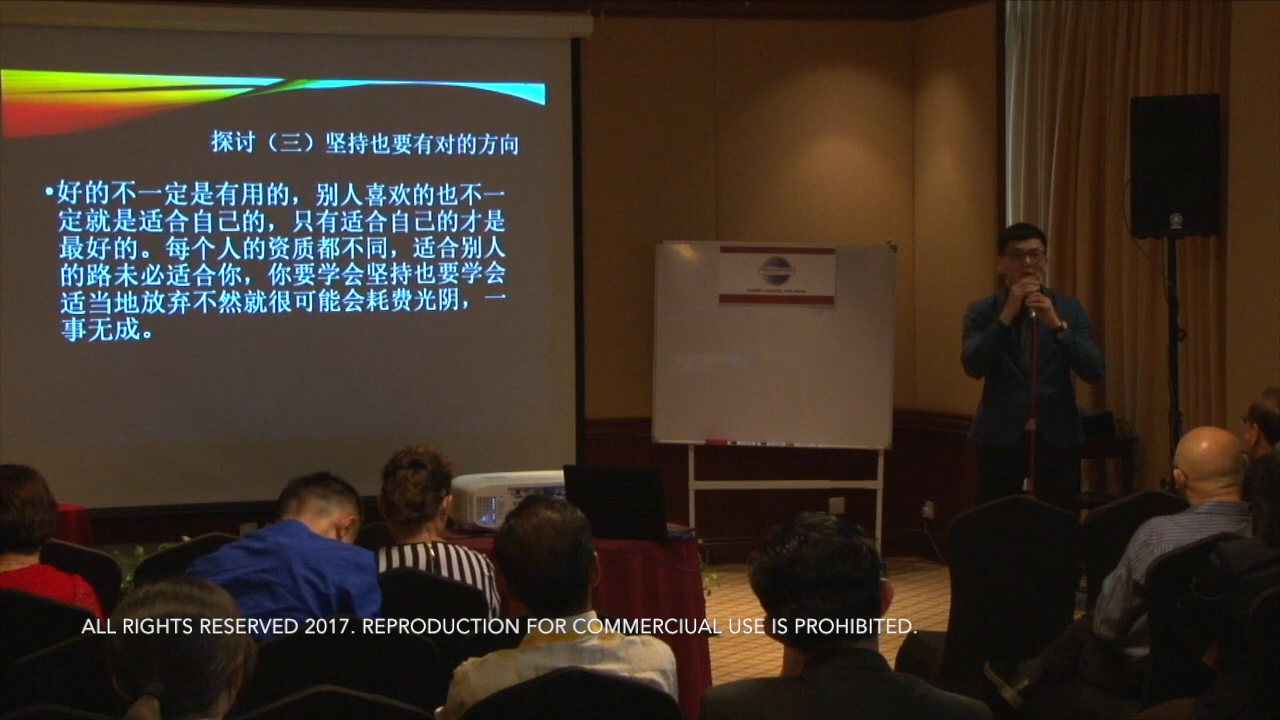 探讨（三）坚持也要有对的方向
•好的不一定是有用的，别人喜欢的也不一
定就是适合自己的，只有适合自己的才是
最好的。每个人的资质都不同，适合别人
的路未必适合你，你要学会坚持也要学会
适当地放弃不然就很可能会耗费光阴，一
事无成。
ALL RIGHTS RESERVED 2017. REPRODUCTION FOR COMMERCIUAL USE IS PROHIBITED.